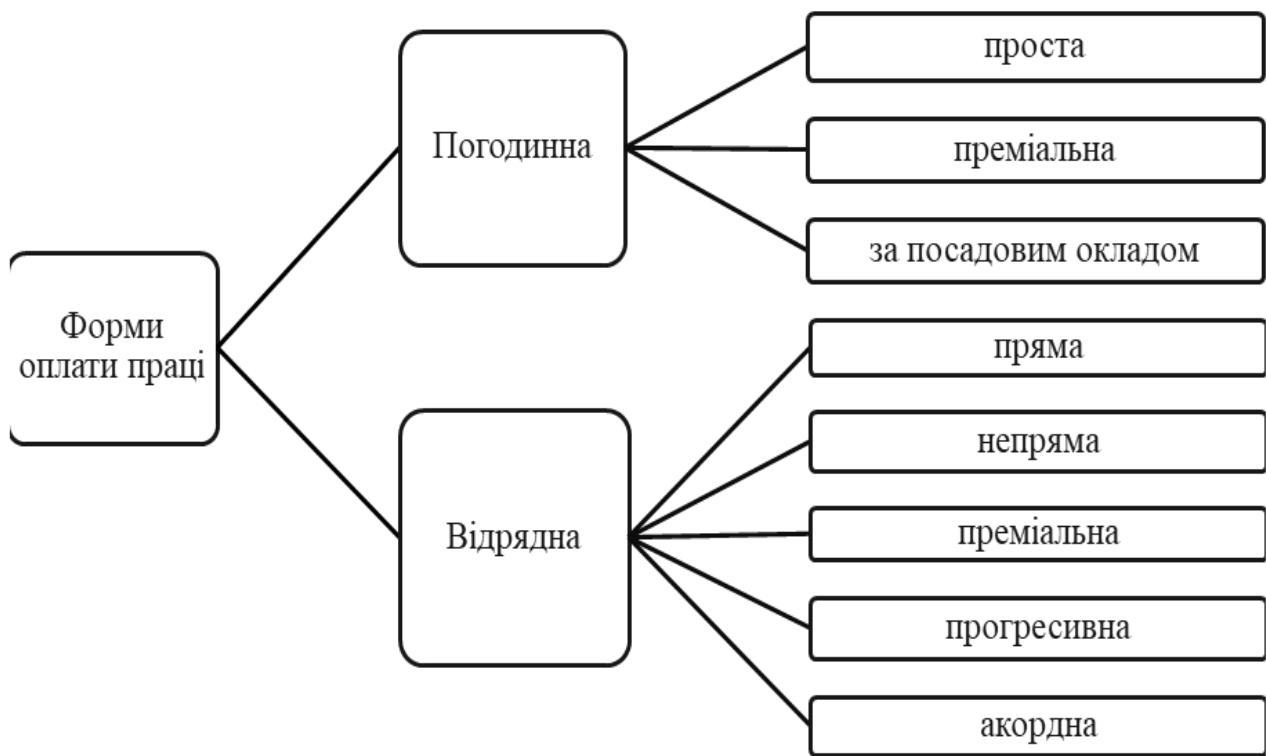 Форми
оплати праці
Погодинна
проста
преміальна
за посадовим окладом
Відрядна
пряма
непряма
преміальна
прогресивна
акордна